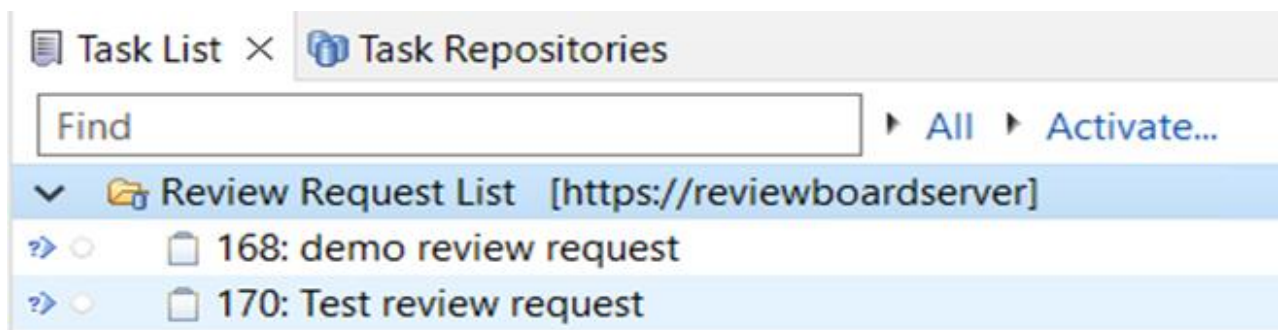 Task List Task Repositories
Find All Activate...
Review Request List [https://reviewboardserver]
168: demo review request
170: Test review request